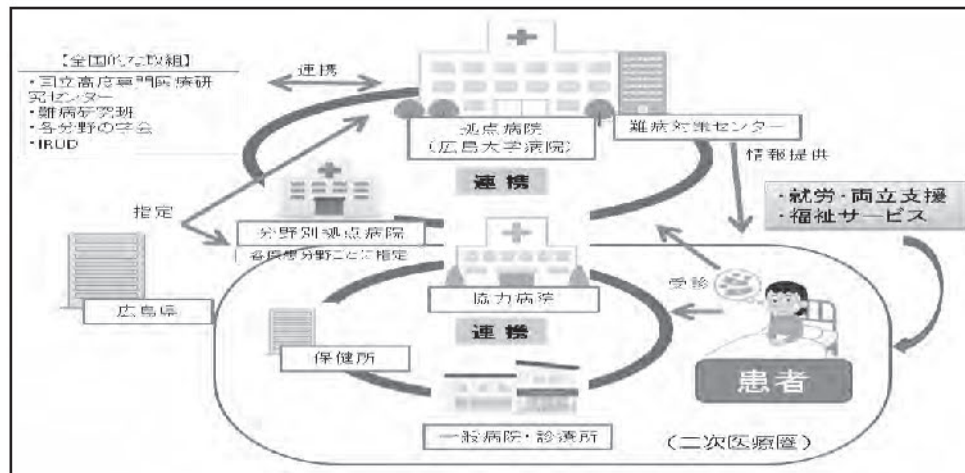 【全国的な取組】
・国立高度専門医療研
究センター
・難病研究班
・各分野の学会
・IRUD
連携
拠点病院
(広島大学病院)
難病対策センター
連携
情報提供
・就労・両立支援
・福祉サービス
指定
分野別拠点病院
各疾患分野ごとに指定
広島県
協力病院
受診
保健所
連携
患者
一般病院・診療所
(二次医療圏)